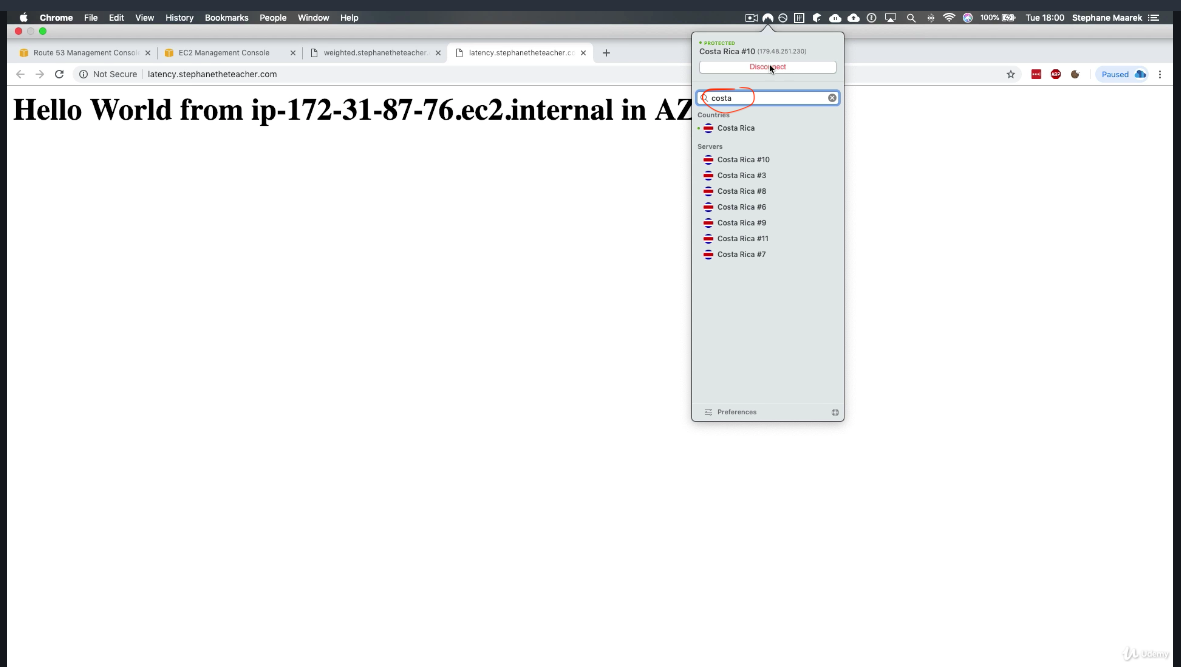 Chrome File Edit View History Bookmarks People Window Help 100% Tue 18:00 Stephane Maarek
Route 53 Management Consol
EC2 Management Console
weighted.stephanetheteacher.c
latency.stephanetheteacher.co
Not Secure latency.stephanetheteacher.com
Paused
Hello World from ip-172-31-87-76.ec2.internal in AZ
PROTECTED
Costa Rica #10 (179.48.251.230)
Disconnect
costa
Countries
Costa Rica
Servers
Costa Rica #10
Costa Rica #3
Costa Rica #8
Costa Rica #6
Costa Rica #9
Costa Rica #11
Costa Rica #7
Preferences
Udemy